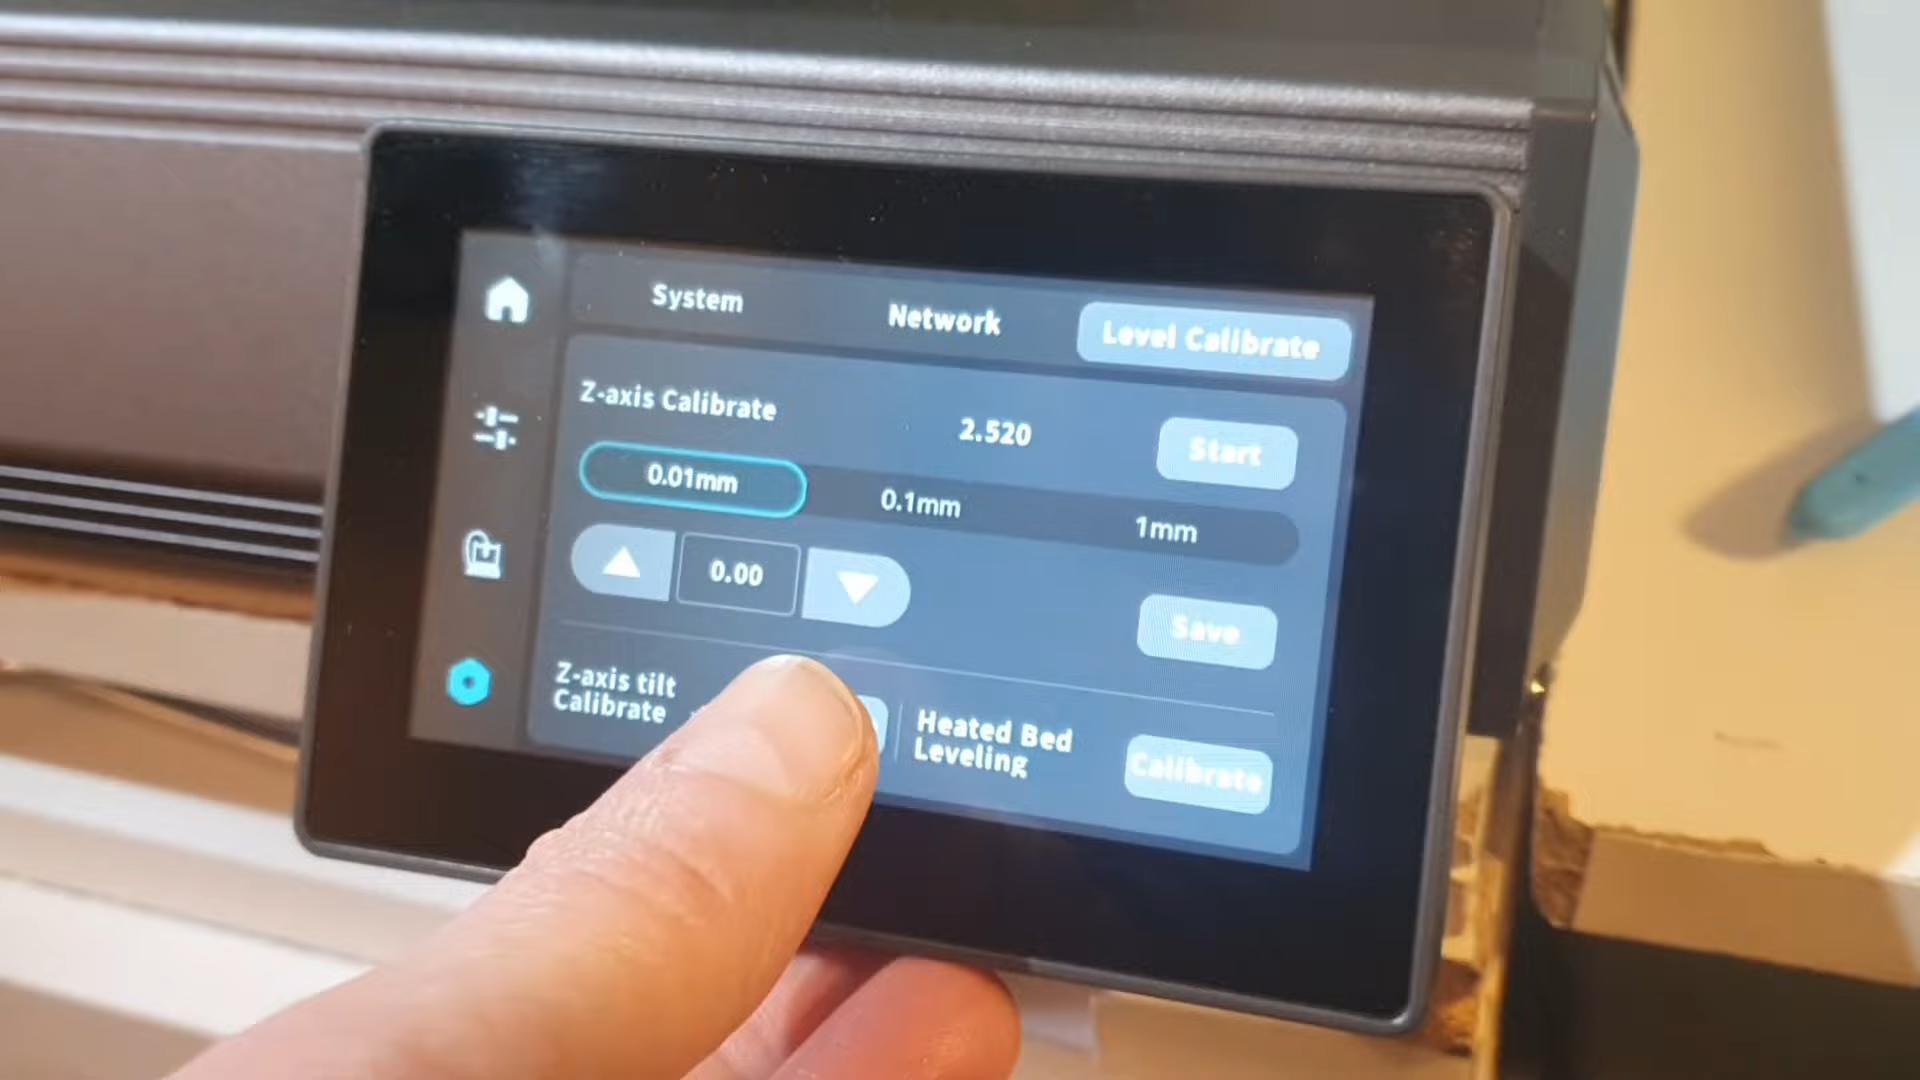 System
Network
Level Calibrate
Z-axis Calibrate
2.520
Start
0.01mm
0.1mm
1mm
0.00
Save
Z-axis tilt
Calibrate
Heated Bed
Leveling
Calibrate